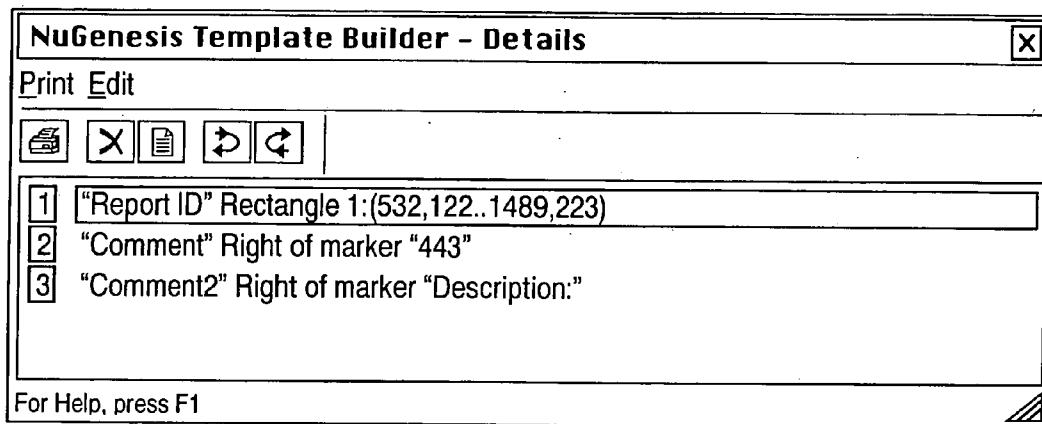 NuGenesis Template Builder – Details
Print Edit
1 "Report ID" Rectangle 1:(532,122..1489,223)
2 "Comment" Right of marker "443"
3 "Comment2" Right of marker "Description:"
For Help, press F1